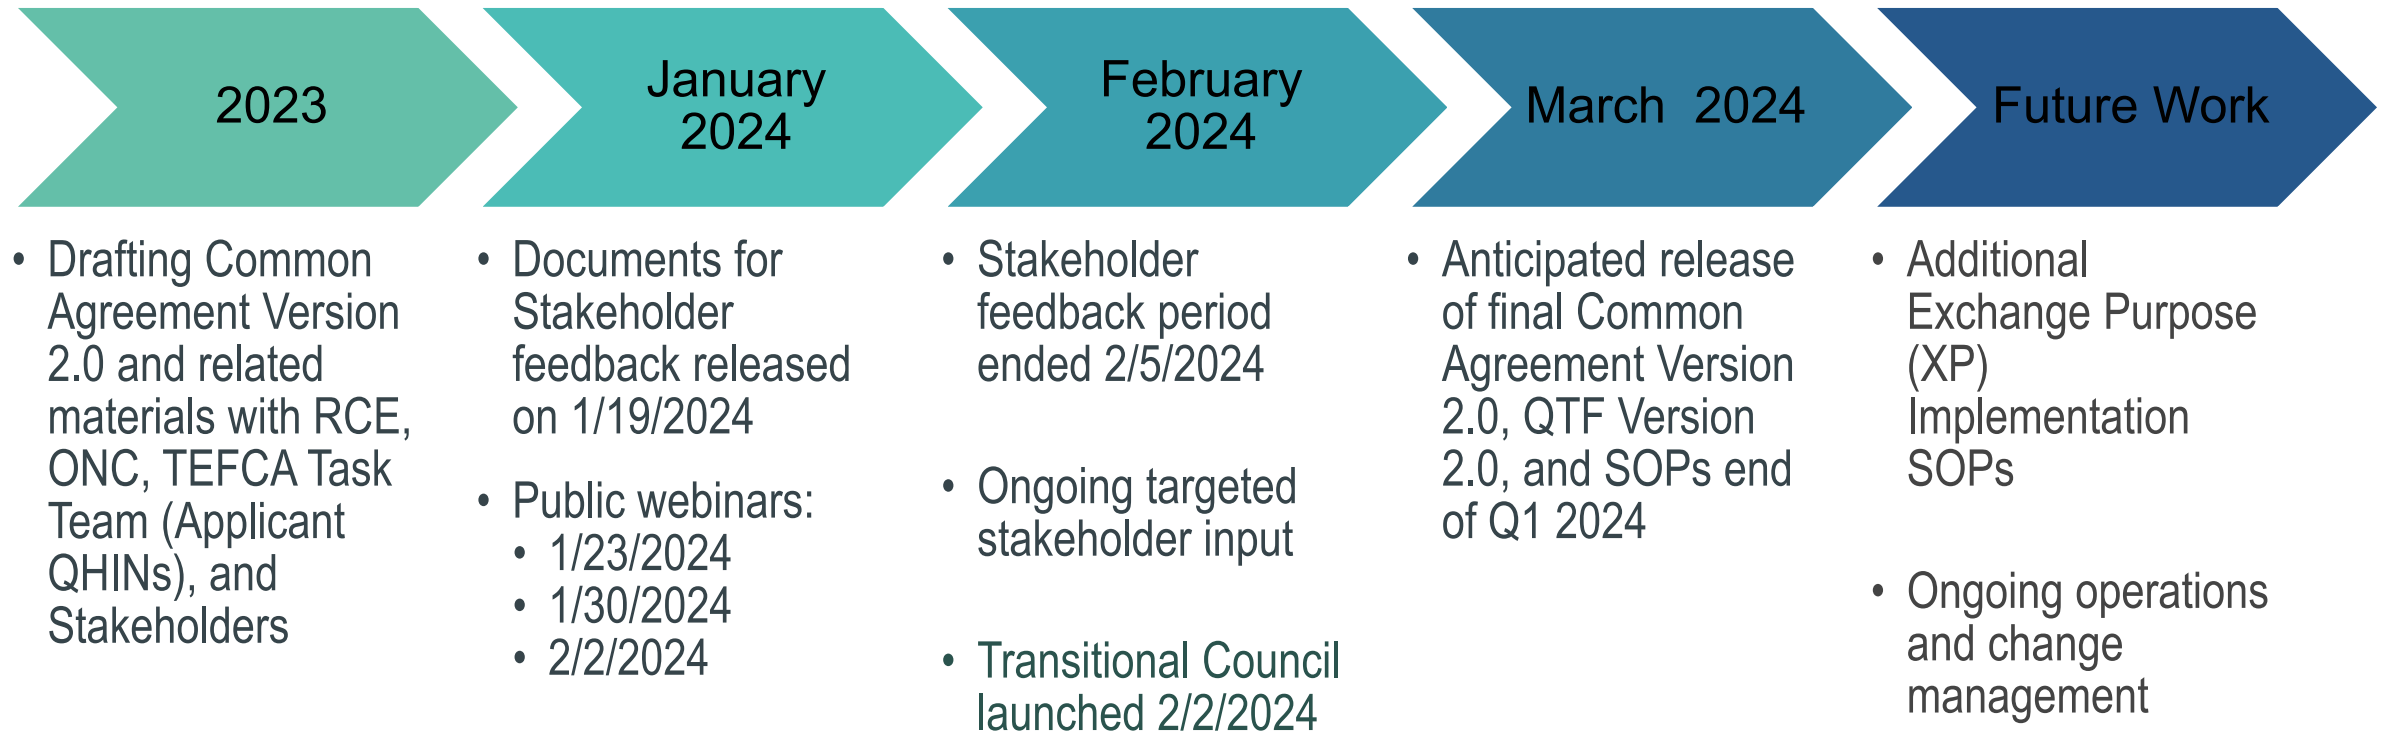 2023
• Drafting Common
Agreement Version
2.0 and related
materials with RCE,
ONC, TEFCA Task
Team (Applicant
QHINs), and
Stakeholders
January
2024
• Documents for
Stakeholder
feedback released
on 1/19/2024
• Public webinars:
• 1/23/2024
• 1/30/2024
• 2/2/2024
February
2024
• Stakeholder
feedback period
ended 2/5/2024
• Ongoing targeted
stakeholder input
• Transitional Council
launched 2/2/2024
March 2024
• Anticipated release
of final Common
Agreement Version
2.0, QTF Version
2.0, and SOPs end
of Q1 2024
Future Work
• Additional
Exchange Purpose
(XP)
Implementation
SOPs
• Ongoing operations
and change
management